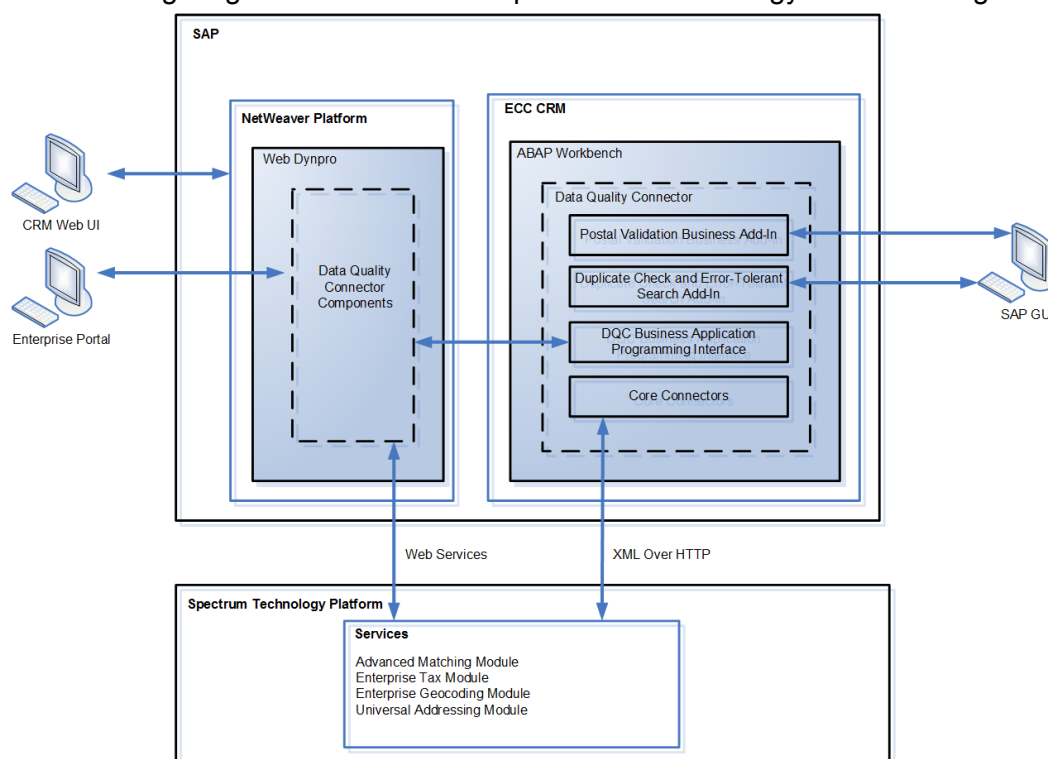 SAP
NetWeaver Platform
ECC CRM
Web Dynpro
ABAP Workbench
Data Quality Connector
Postal Validation Business Add-In
CRM Web UI
Data Quality
Connector
Components
Duplicate Check and Error-Tolerant
Search Add-In
SAP GU
Enterprise Portal
DQC Business Application
Programming Interface
Core Connectors
Web Services
XML Over HTTP
Spectrum Technology Platform
Services
Advanced Matching Module
Enterprise Tax Module
Enterprise Geocoding Module
Universal Addressing Module